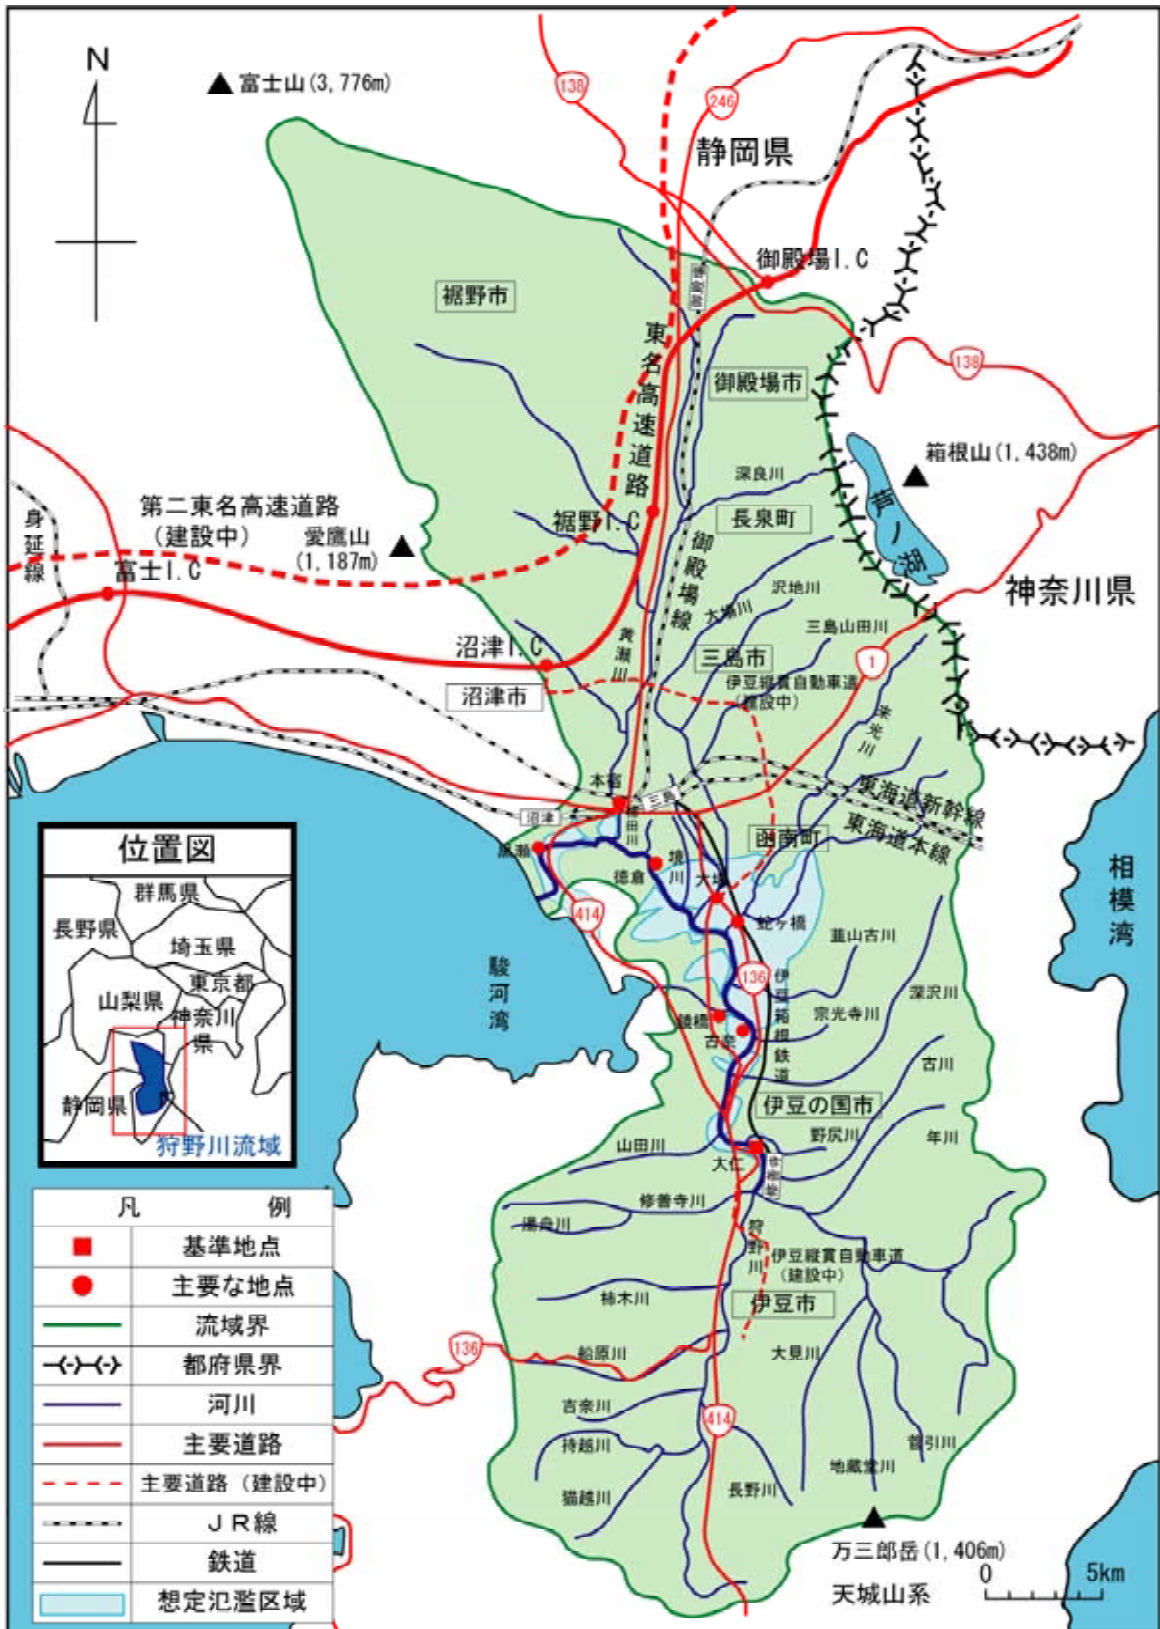 N
富士山(3,776m)
138
246
静岡県
御殿場I.C
裾野市
御殿場
東名高速道路
御殿場市
138
箱根山(1,438m)
深良川
芦ノ湖
長泉町
裾野I.C
身延線
第二東名高速道路
(建設中)
愛鷹山
(1,187m)
富士I.C
御殿場線
神奈川県
沢地川
大場川
三島山田川
黄瀬川
沼津I.C
三島市
1
沼津市
伊豆縦貫自動車道
(建設中)
来光川
本宿
三島
沼津
東海道新幹線
東海道本線
函南町
黒瀬
徳倉
境川
大場
蛇ヶ橋
414
韮山古川
相模湾
駿河湾
136
伊豆箱根鉄道
深沢川
宗光寺川
古奈
古川
伊豆の国市
山田川
野尻川
年川
大仁
修善寺
修善寺川
湯舟川
狩野川
伊豆縦貫自動車道
(建設中)
柿木川
伊豆市
136
船原川
大見川
吉奈川
414
持越川
菅引川
地蔵堂川
猫越川
長野川
万三郎岳(1,406m)
天城山系
0 5km
位置図
群馬県
長野県
埼玉県
東京都
山梨県
神奈川県
静岡県
狩野川流域
凡 例
基準地点
主要な地点
流域界
都府県界
河川
主要道路
主要道路（建設中）
ＪＲ線
鉄道
想定氾濫区域